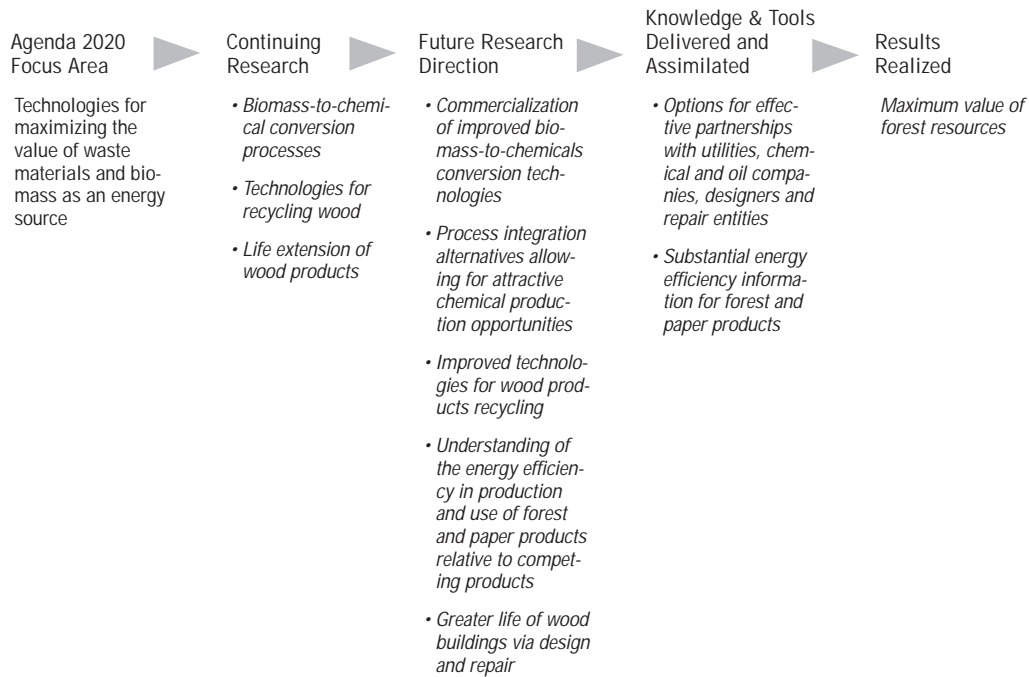 Agenda 2020
Focus Area
Technologies for
maximizing the
value of waste
materials and bio-
mass as an energy
source
Continuing
Research
• Biomass-to-chemi-
cal conversion
processes
• Technologies for
recycling wood
• Life extension of
wood products
Future Research
Direction
• Commercialization
of improved bio-
mass-to-chemicals
conversion tech-
nologies
• Process integration
alternatives allow-
ing for attractive
chemical produc-
tion opportunities
• Improved technolo-
gies for wood prod-
ucts recycling
• Understanding of
the energy efficien-
cy in production
and use of forest
and paper products
relative to compet-
ing products
• Greater life of wood
buildings via design
and repair
Knowledge & Tools
Delivered and
Assimilated
• Options for effec-
tive partnerships
with utilities, chem-
ical and oil compa-
nies, designers and
repair entities
• Substantial energy
efficiency informa-
tion for forest and
paper products
Results
Realized
Maximum value of
forest resources